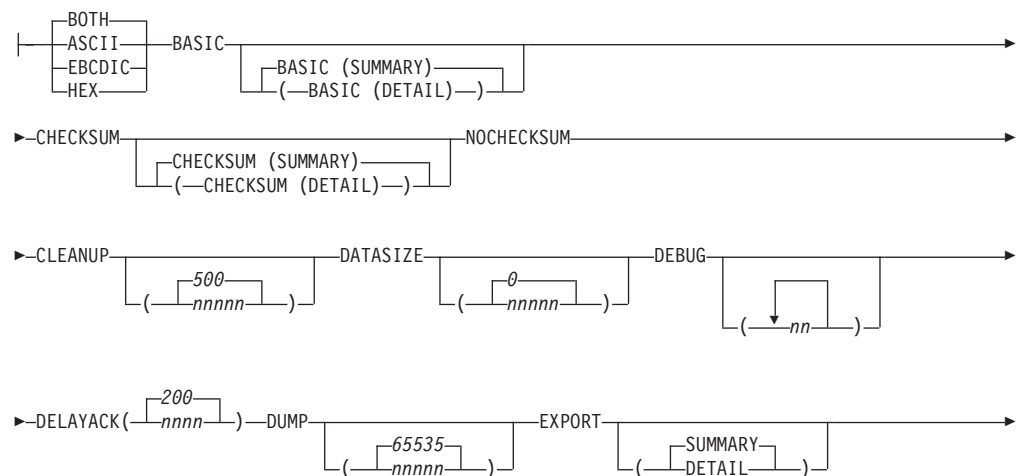 BOTH
ASCII BASIC
EBCDIC BASIC (SUMMARY)
HEX ( BASIC (DETAIL) )
CHECKSUM NOCHECKSUM
CHECKSUM (SUMMARY)
( CHECKSUM (DETAIL) )
CLEANUP DATASIZE DEBUG
500 0
( nnnnn ) ( nnnnn )
( nn )
200
DELAYACK( nnnn ) DUMP EXPORT
65535 SUMMARY
( nnnnn ) ( DETAIL )